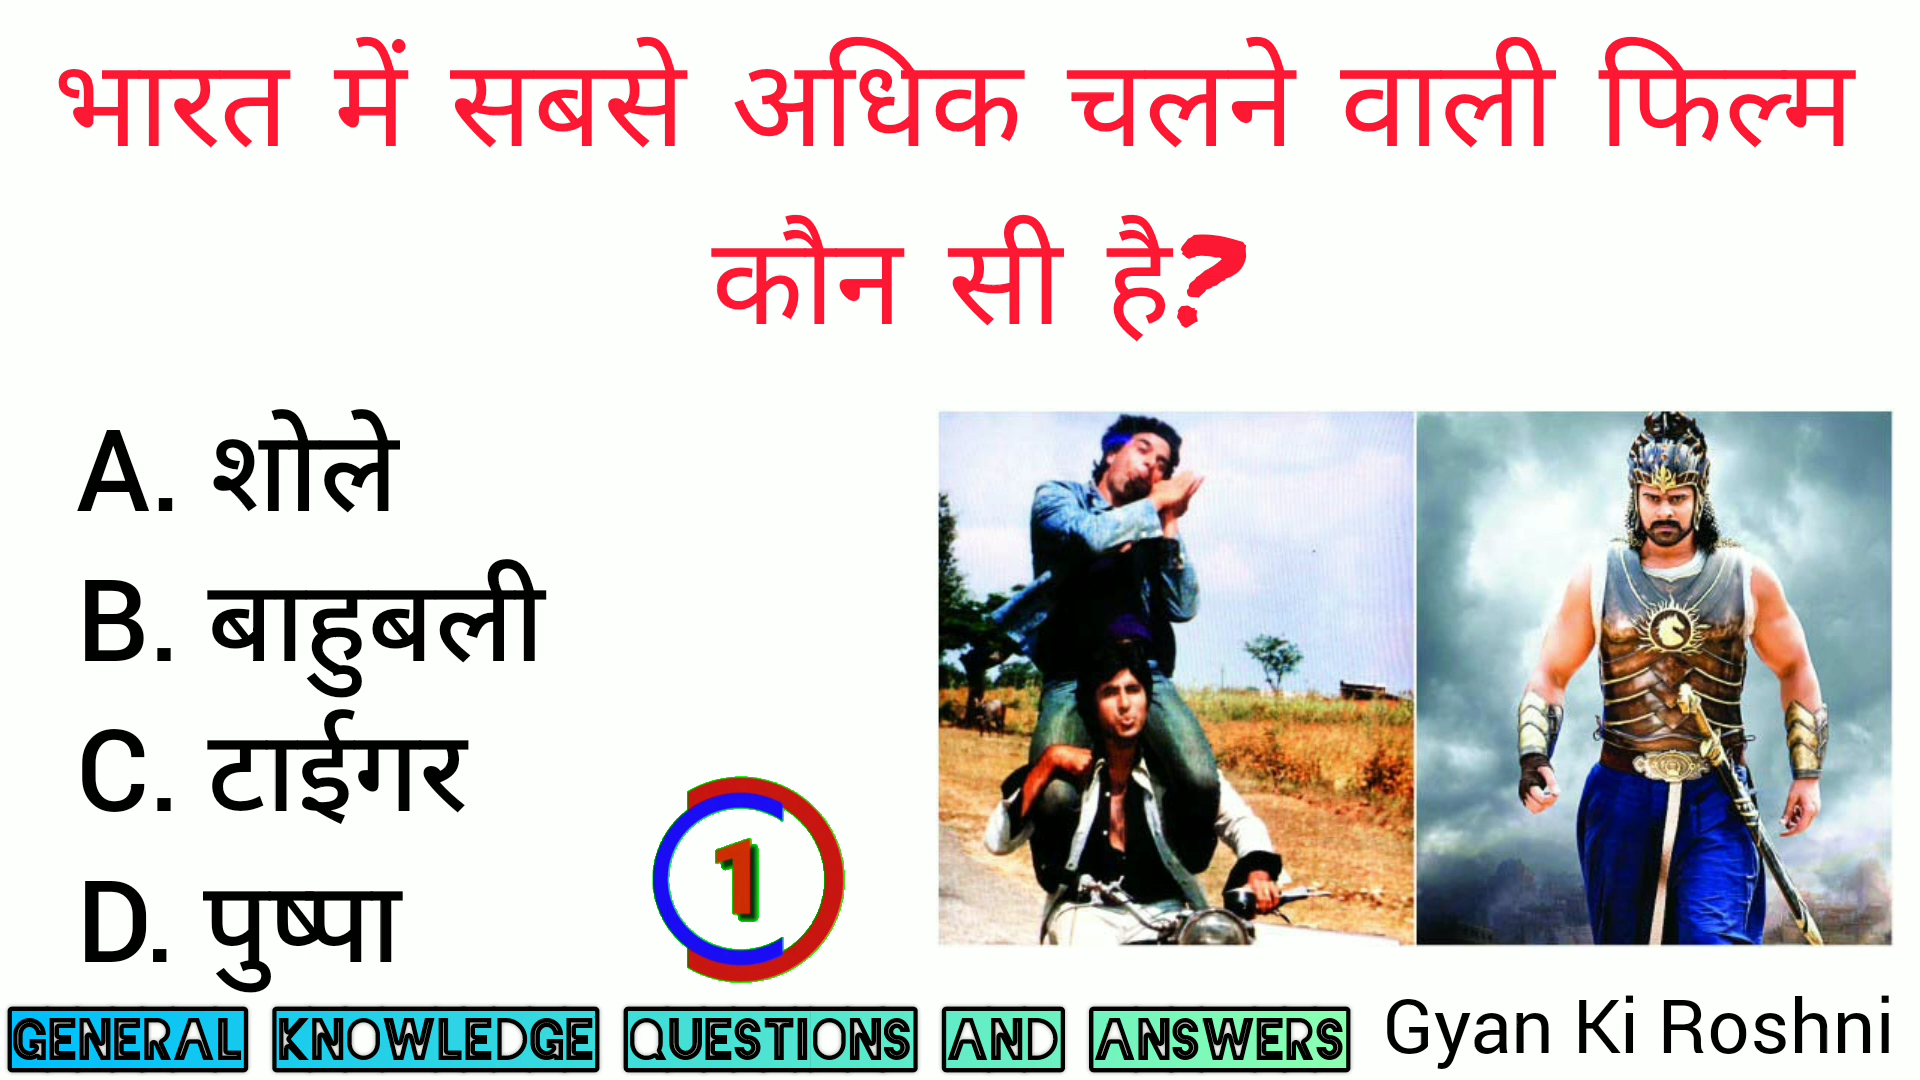 भारत में सबसे अधिक चलने वाली फिल्म
कौन सी है?
A. शोले
B. बाहुबली
C. टाईगर
D. पुष्पा
1
GENERAL KNOWLEDGE QUESTIONS AND ANSWERS
Gyan Ki Roshni